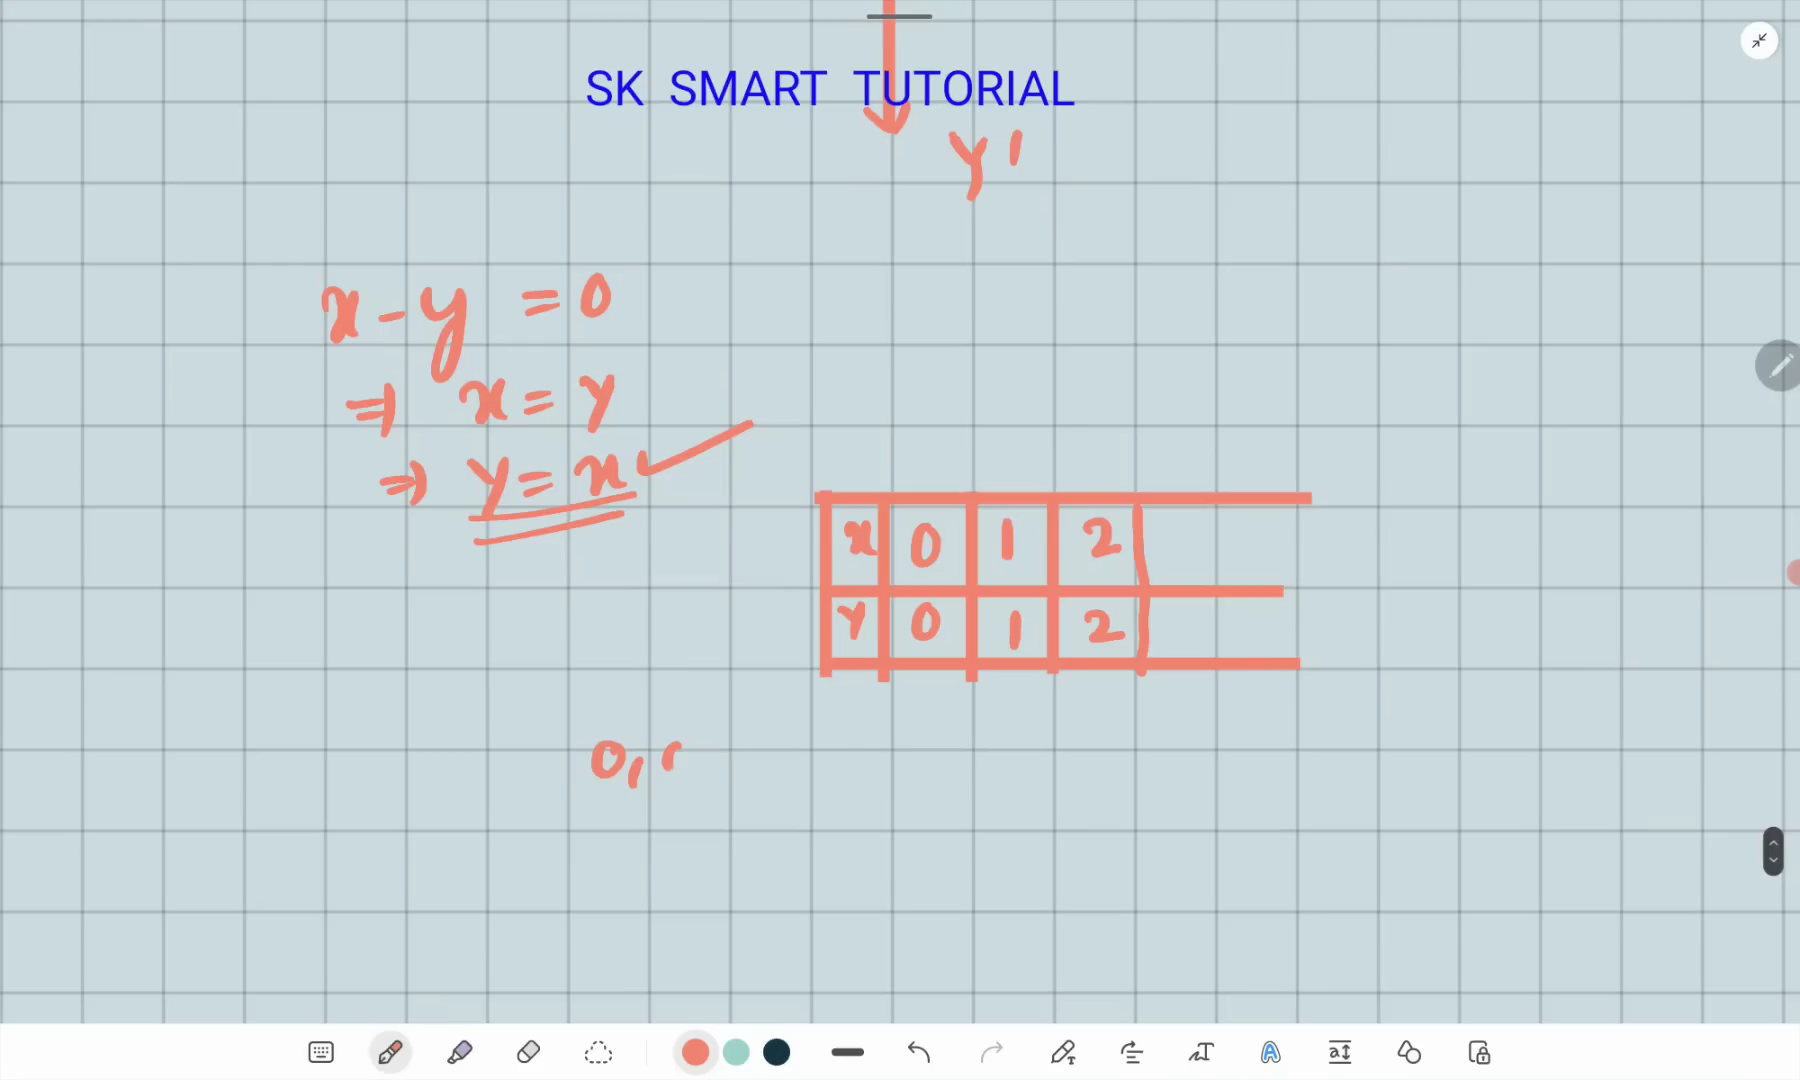 SK SMART TUTORIAL
Y'
x - y = 0
⇒ x = y
⇒ y = x
x 0 1 2
Y 0 1 2
0,